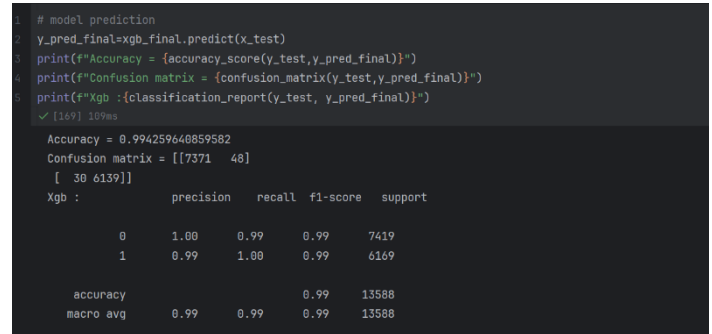 1 # model prediction
2 y_pred_final=xgb_final.predict(x_test)
3 print(f"Accuracy = {accuracy_score(y_test,y_pred_final)}")
4 print(f"Confusion matrix = {confusion_matrix(y_test,y_pred_final)}")
5 print(f"Xgb :{classification_report(y_test, y_pred_final)}")
✓ [169] 109ms
Accuracy = 0.994259640859582
Confusion matrix = [[7371   48]
 [  30 6139]]
Xgb :              precision    recall  f1-score   support

           0       1.00      0.99      0.99      7419
           1       0.99      1.00      0.99      6169

    accuracy                           0.99     13588
   macro avg       0.99      0.99      0.99     13588